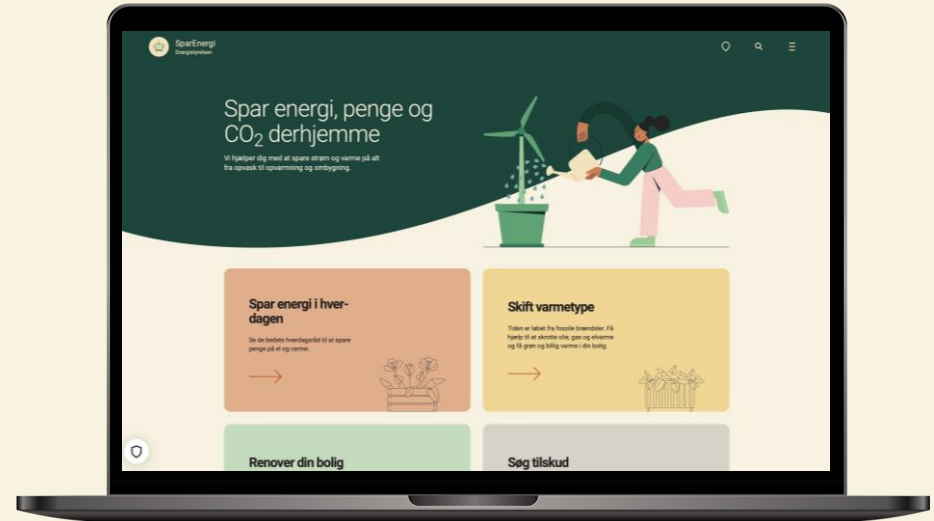 SparEnergi
Energistyrelsen
Spar energi, penge og
CO₂ derhjemme
Vi hjælper dig med at spare strøm og varme på alt
fra opvask til opvarmning og ombygning.
Spar energi i hver-
dagen
Se de bedste hverdagsråd til at spare
penge på el og varme.
Skift varmetype
Tiden er løbet fra fossile brændsler. Få
hjælp til at skrotte olie, gas og elvarme
og få grøn og billig varme i din bolig.
Renover din bolig
Søg tilskud